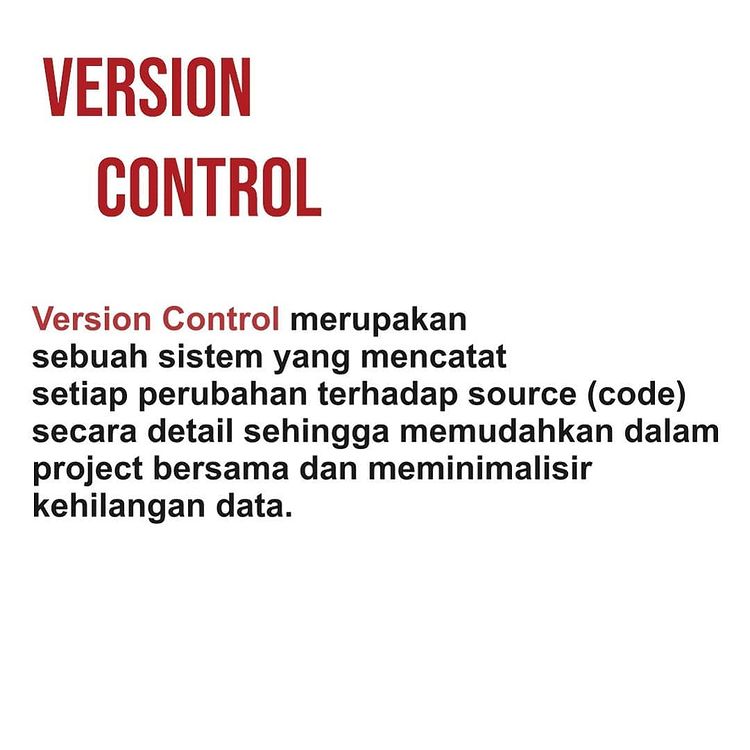 VERSION
CONTROL
Version Control merupakan
sebuah sistem yang mencatat
setiap perubahan terhadap source (code)
secara detail sehingga memudahkan dalam
project bersama dan meminimalisir
kehilangan data.